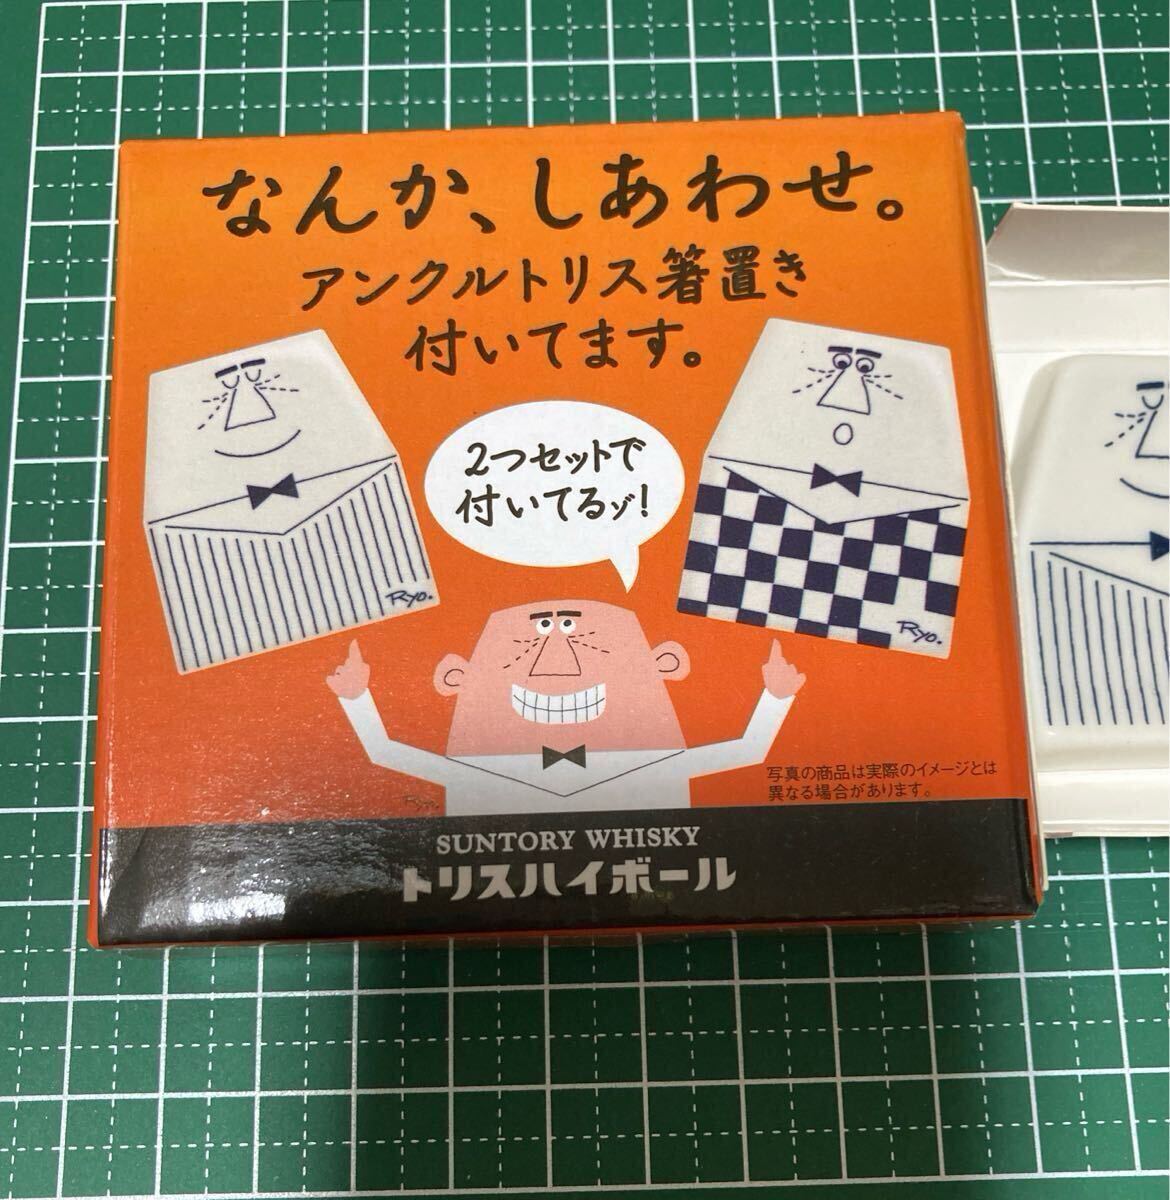 なんか、しあわせ。
アンクルトリス箸置き
付いてます。
2つセットで
付いてるゾ!
Ryo.
Ryo.
Ryo.
写真の商品は実際のイメージとは
異なる場合があります。
SUNTORY WHISKY
トリスハイボール